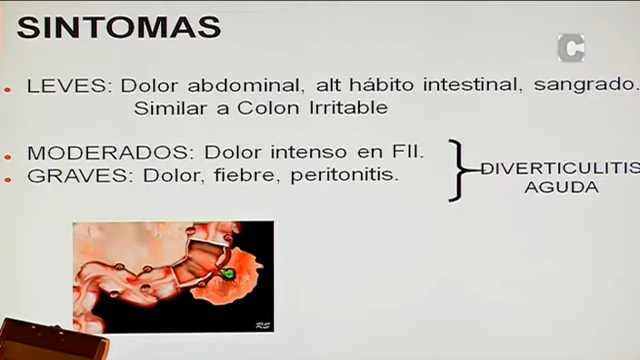 SINTOMAS
C
LEVES: Dolor abdominal, alt hábito intestinal, sangrado.
Similar a Colon Irritable
MODERADOS: Dolor intenso en FII.
GRAVES: Dolor, fiebre, peritonitis.
DIVERTICULITIS
AGUDA
RS